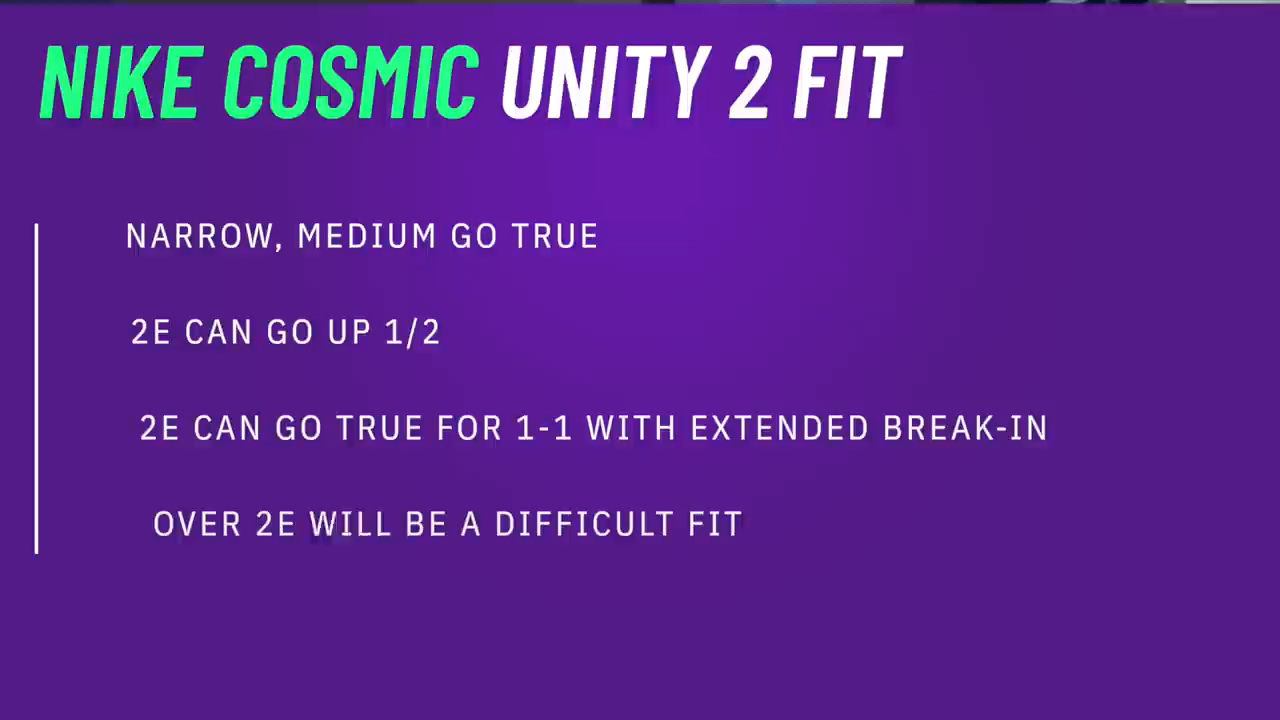 NIKE COSMIC UNITY 2 FIT
NARROW, MEDIUM GO TRUE
2E CAN GO UP 1/2
2E CAN GO TRUE FOR 1-1 WITH EXTENDED BREAK-IN
OVER 2E WILL BE A DIFFICULT FIT